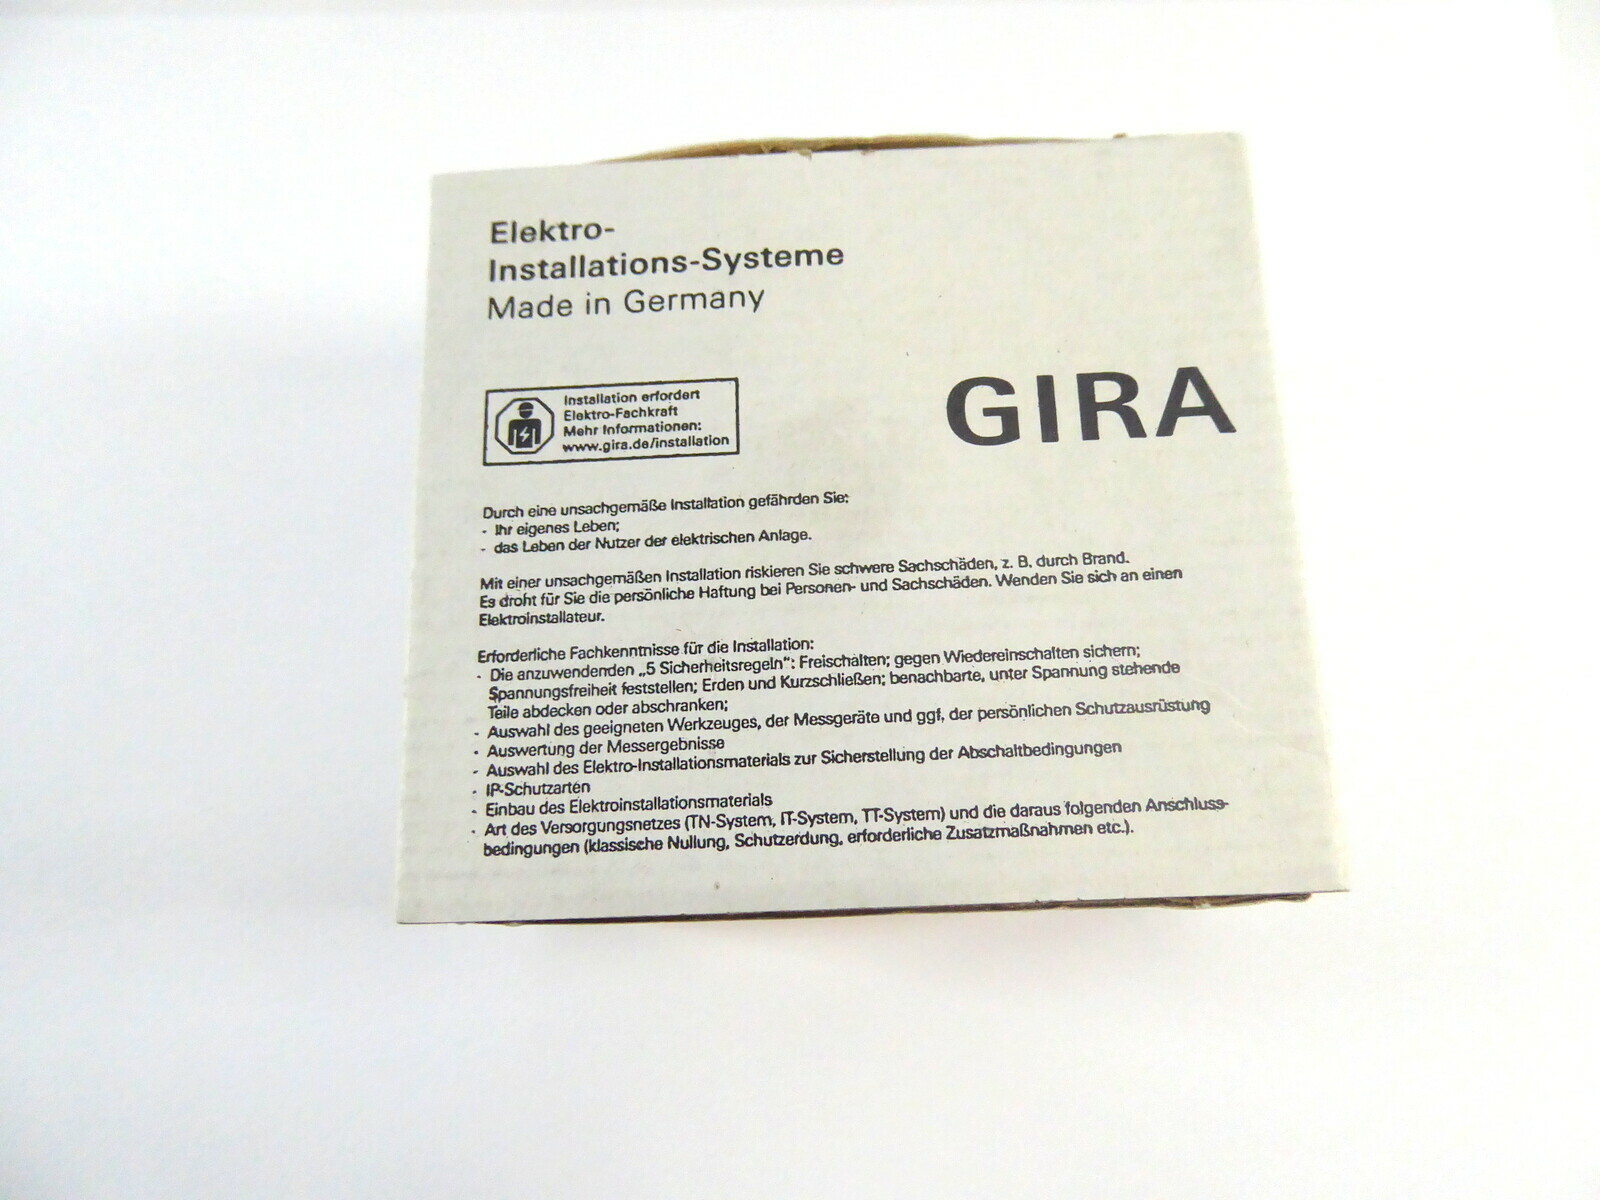 Elektro-
Installations-Systeme
Made in Germany
GIRA
Installation erfordert
Elektro-Fachkraft
Mehr Informationen:
www.gira.de/installation
Durch eine unsachgemäße Installation gefährden Sie:
- Ihr eigenes Leben;
- das Leben der Nutzer der elektrischen Anlage.
Mit einer unsachgemäßen Installation riskieren Sie schwere Sachschäden, z. B. durch Brand.
Es droht für Sie die persönliche Haftung bei Personen- und Sachschäden. Wenden Sie sich an einen
Elektroinstallateur.
Erforderliche Fachkenntnisse für die Installation:
- Die anzuwendenden „5 Sicherheitsregeln": Freischalten; gegen Wiedereinschalten sichern;
Spannungsfreiheit feststellen; Erden und Kurzschließen; benachbarte, unter Spannung stehende
Teile abdecken oder abschranken;
- Auswahl des geeigneten Werkzeuges, der Messgeräte und ggf. der persönlichen Schutzausrüstung
- Auswertung der Messergebnisse
- Auswahl des Elektro-Installationsmaterials zur Sicherstellung der Abschaltbedingungen
- IP-Schutzarten
- Einbau des Elektroinstallationsmaterials
- Art des Versorgungsnetzes (TN-System, IT-System, TT-System) und die daraus folgenden Anschluss-
bedingungen (klassische Nullung, Schutzerdung, erforderliche Zusatzmaßnahmen etc.).